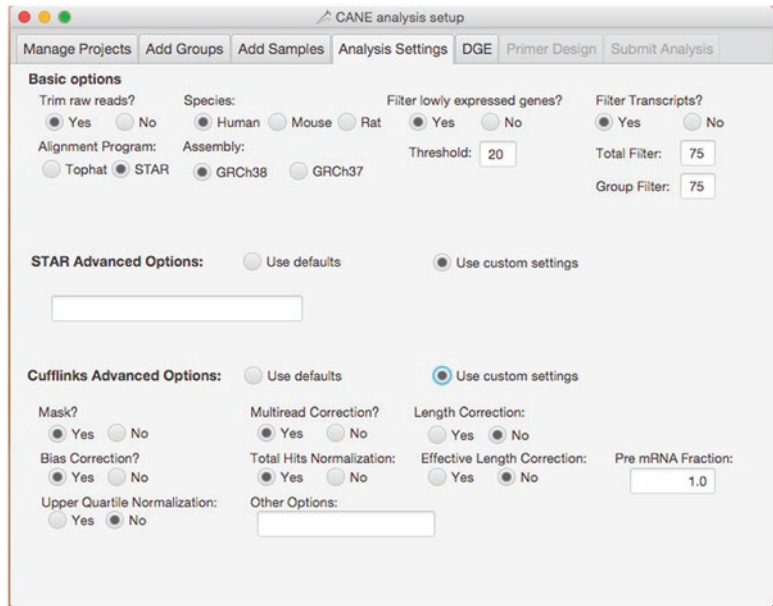 CANE analysis setup
Manage Projects Add Groups Add Samples Analysis Settings DGE Primer Design Submit Analysis
Basic options
Trim raw reads? Species: Filter lowly expressed genes? Filter Transcripts?
Yes No Human Mouse Rat Yes No Yes No
Alignment Program: Assembly: Threshold: 20 Total Filter: 75
Tophat STAR GRCh38 GRCh37
Group Filter: 75
STAR Advanced Options: Use defaults Use custom settings
Cufflinks Advanced Options: Use defaults Use custom settings
Mask? Multiread Correction? Length Correction:
Yes No Yes No Yes No
Bias Correction? Total Hits Normalization: Effective Length Correction: Pre mRNA Fraction:
Yes No Yes No Yes No 1.0
Upper Quartile Normalization: Other Options:
Yes No